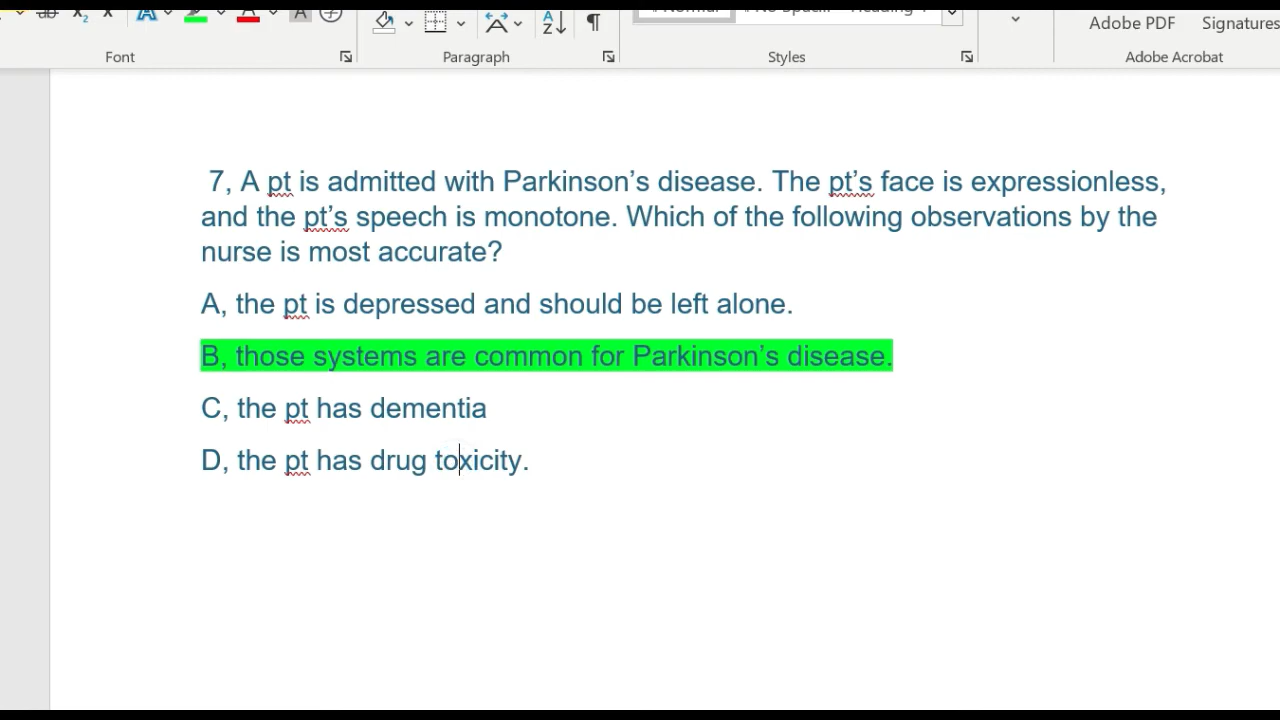 Adobe PDF Signatures
Font Paragraph Styles Adobe Acrobat
7, A pt is admitted with Parkinson’s disease. The pt’s face is expressionless,
and the pt’s speech is monotone. Which of the following observations by the
nurse is most accurate?
A, the pt is depressed and should be left alone.
B, those systems are common for Parkinson’s disease.
C, the pt has dementia
D, the pt has drug toxicity.